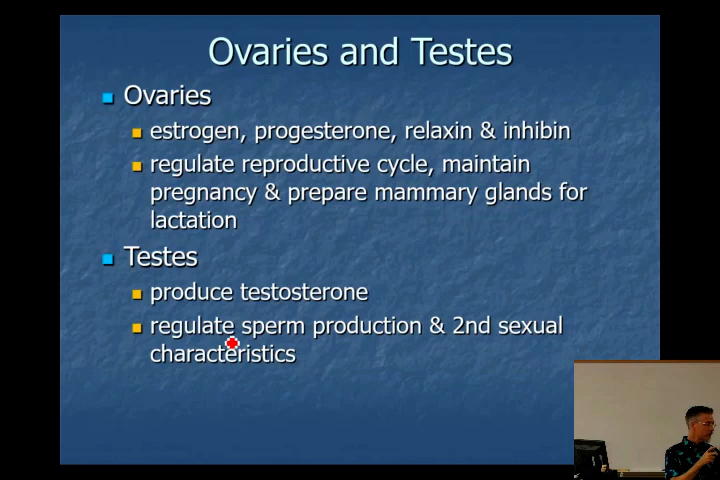 Ovaries and Testes
Ovaries
estrogen, progesterone, relaxin & inhibin
regulate reproductive cycle, maintain
pregnancy & prepare mammary glands for
lactation
Testes
produce testosterone
regulate sperm production & 2nd sexual
characteristics